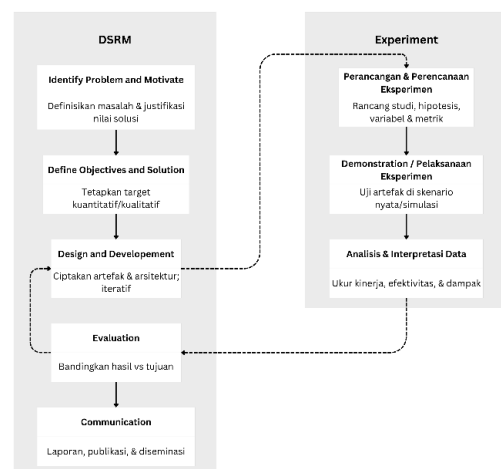 DSRM
Identify Problem and Motivate
Definisikan masalah & justifikasi
nilai solusi
Define Objectives and Solution
Tetapkan target
kuantitatif/kualitatif
Design and Developement
Ciptakan artefak & arsitektur;
iteratif
Evaluation
Bandingkan hasil vs tujuan
Communication
Laporan, publikasi, & diseminasi
Experiment
Perancangan & Perencanaan
Eksperimen
Rancang studi, hipotesis,
variabel & metrik
Demonstration / Pelaksanaan
Eksperimen
Uji artefak di skenario
nyata/simulasi
Analisis & Interpretasi Data
Ukur kinerja, efektivitas, & dampak